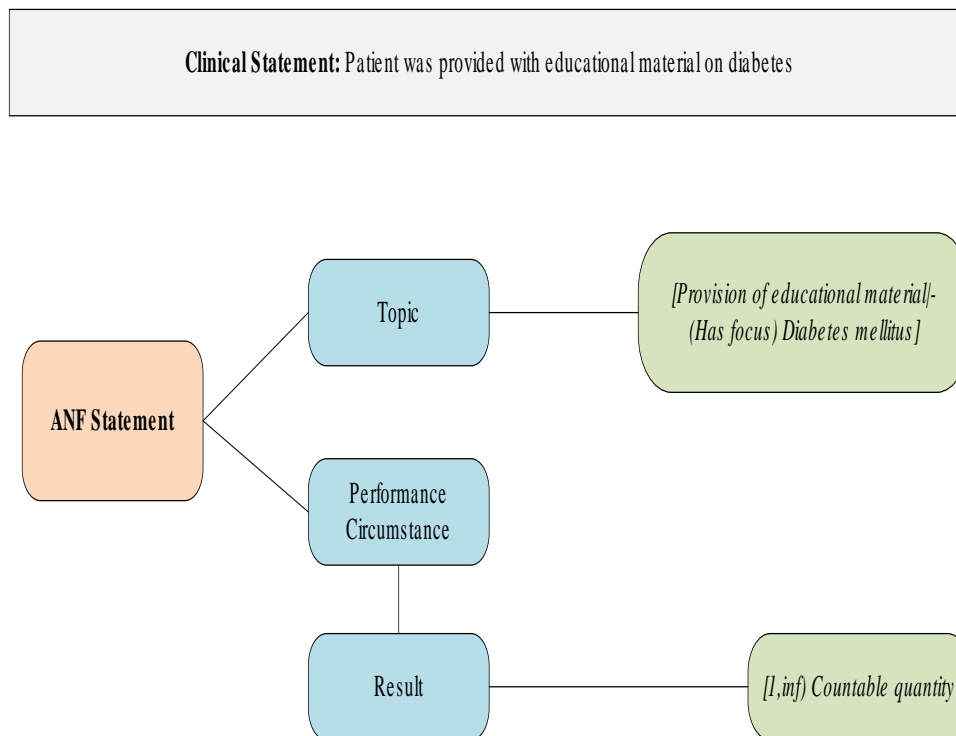 Clinical Statement: Patient was provided with educational material on diabetes
[Provision of educational material|-
(Has focus) Diabetes mellitus]
Topic
ANF Statement
Performance
Circumstance
Result
[1,inf) Countable quantity